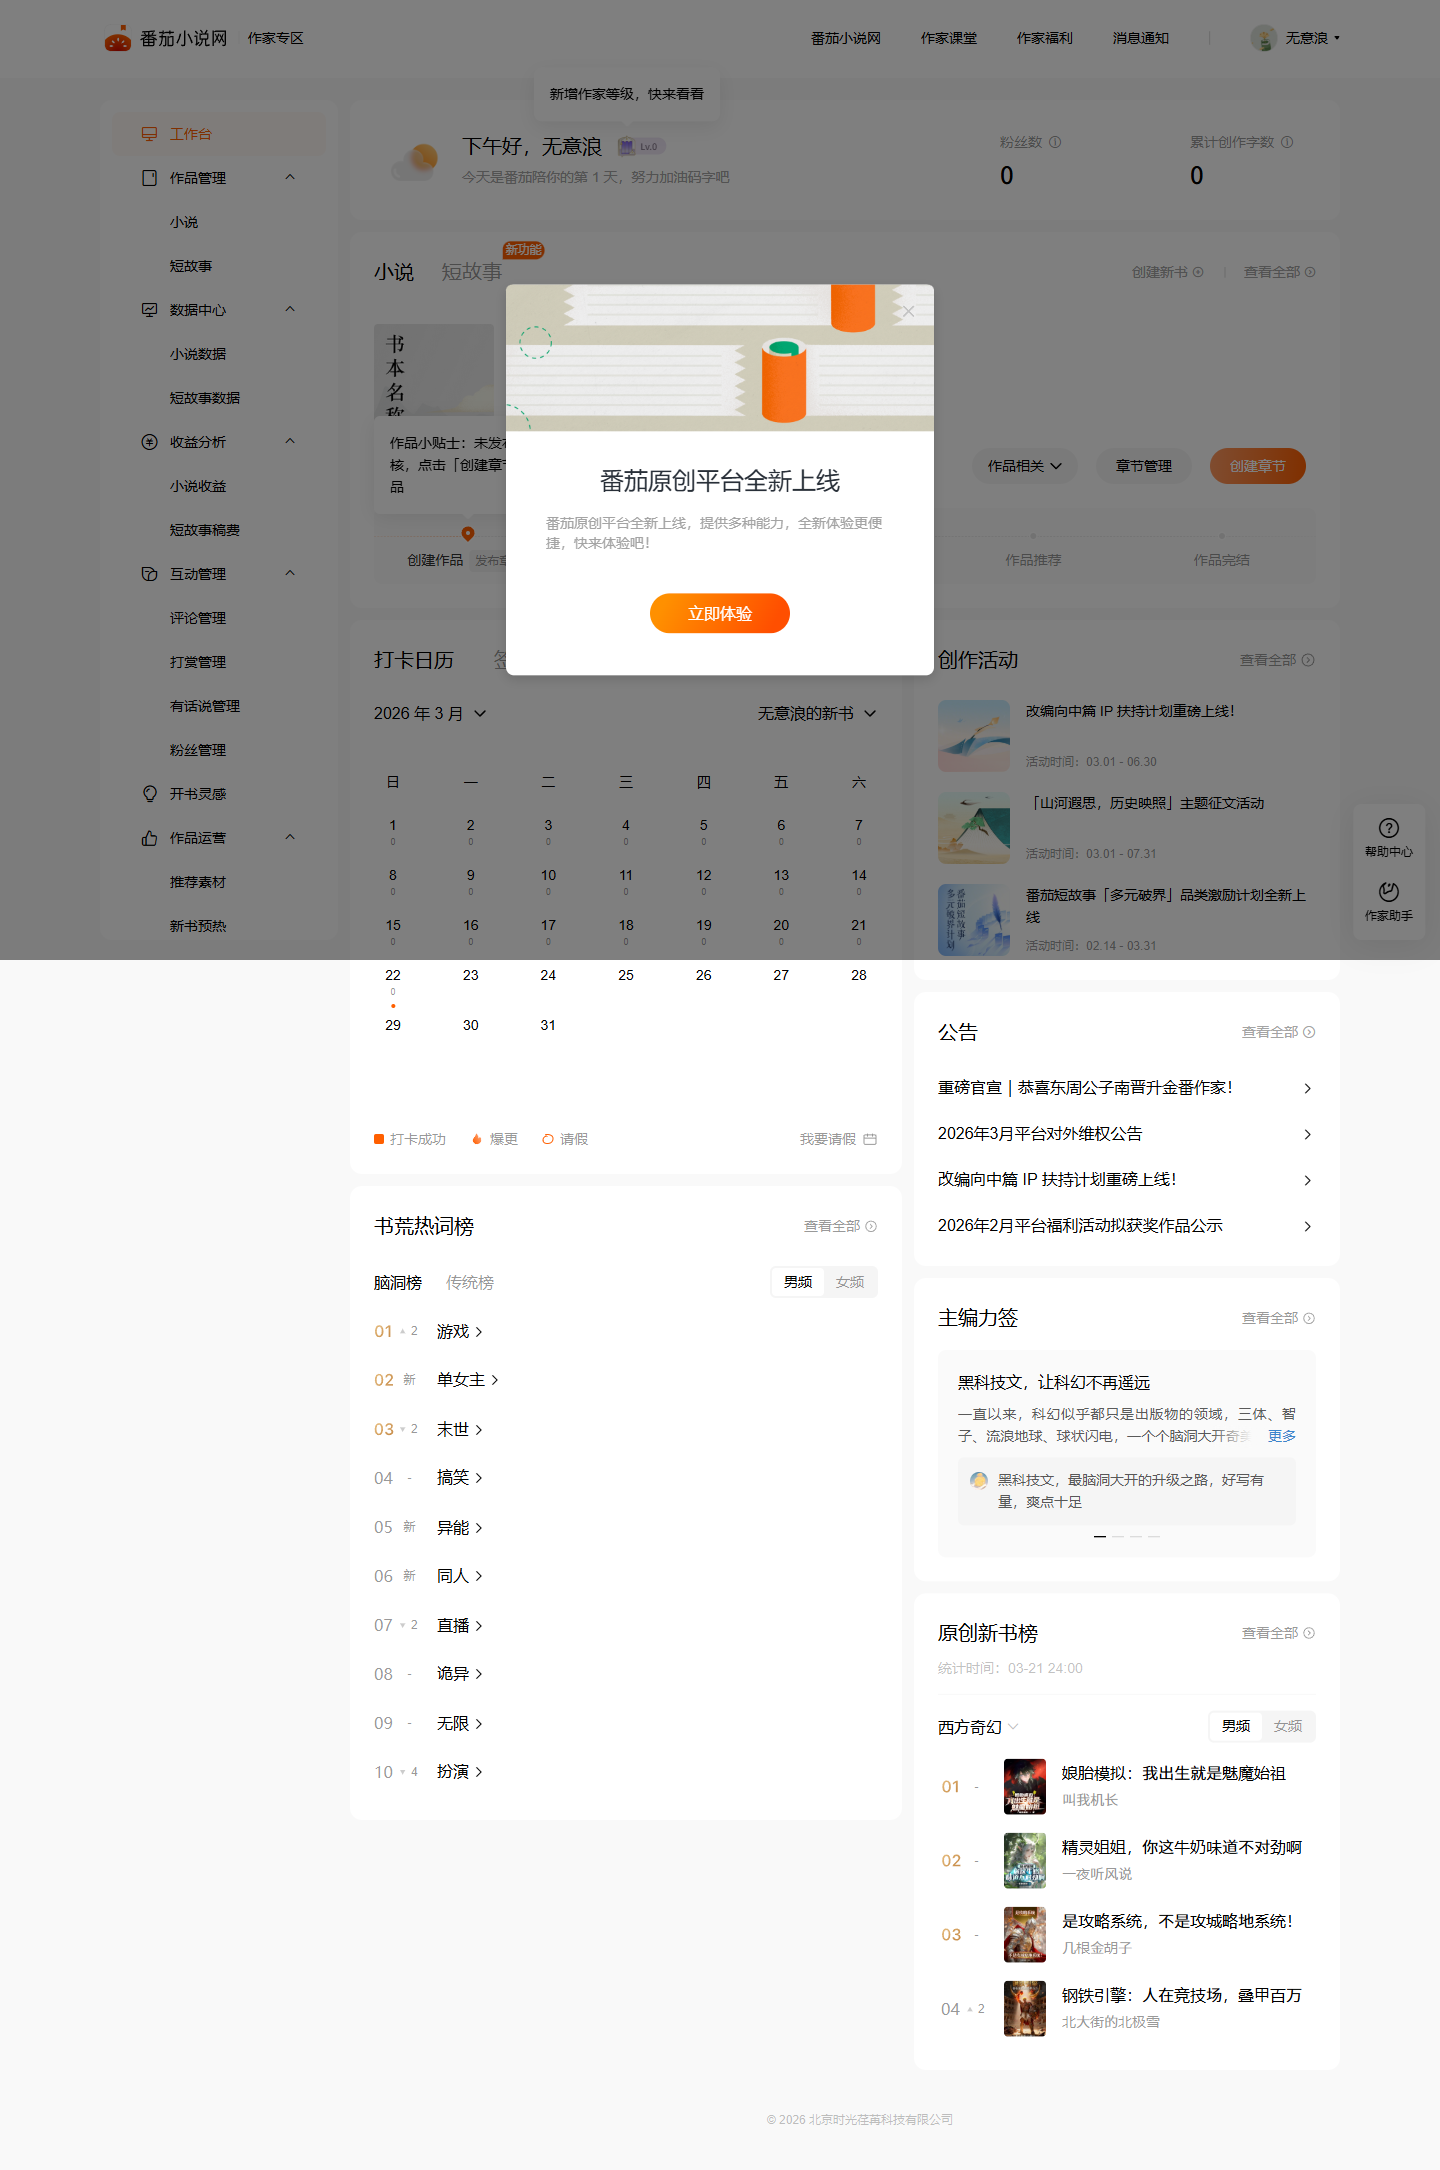 番茄小说网
作家专区
番茄小说网
作家课堂
作家福利
消息通知
无意浪
工作台
作品管理
小说
短故事
数据中心
小说数据
短故事数据
收益分析
小说收益
短故事稿费
互动管理
评论管理
打赏管理
有话说管理
粉丝管理
开书灵感
作品运营
推荐素材
新书预热
新增作家等级，快来看看
下午好，无意浪
Lv.0
今天是番茄陪你的第 1 天，努力加油码字吧
粉丝数
0
累计创作字数
0
小说
短故事
新功能
创建新书
查看全部
书本名称
作品小贴士：未发布
核，点击「创建章节
品
作品相关
章节管理
创建章节
创建作品
发布章
作品推荐
作品完结
番茄原创平台全新上线
番茄原创平台全新上线，提供多种能力，全新体验更便
捷，快来体验吧！
立即体验
打卡日历
签
2026 年 3 月
无意浪的新书
日 一 二 三 四 五 六
1 2 3 4 5 6 7
0 0 0 0 0 0 0
8 9 10 11 12 13 14
0 0 0 0 0 0 0
15 16 17 18 19 20 21
0 0 0 0 0 0 0
22 23 24 25 26 27 28
0
29 30 31
打卡成功
爆更
请假
我要请假
书荒热词榜
查看全部
脑洞榜
传统榜
男频
女频
01 2 游戏
02 新 单女主
03 2 末世
04 - 搞笑
05 新 异能
06 新 同人
07 2 直播
08 - 诡异
09 - 无限
10 4 扮演
创作活动
查看全部
改编向中篇 IP 扶持计划重磅上线！
活动时间：03.01 - 06.30
「山河遐思，历史映照」主题征文活动
活动时间：03.01 - 07.31
番茄短故事
多元破界计划
番茄短故事「多元破界」品类激励计划全新上
线
活动时间：02.14 - 03.31
帮助中心
作家助手
公告
查看全部
重磅官宣 | 恭喜东周公子南晋升金番作家！
2026年3月平台对外维权公告
改编向中篇 IP 扶持计划重磅上线！
2026年2月平台福利活动拟获奖作品公示
主编力签
查看全部
黑科技文，让科幻不再遥远
一直以来，科幻似乎都只是出版物的领域，三体、智
子、流浪地球、球状闪电，一个个脑洞大开奇
更多
黑科技文，最脑洞大开的升级之路，好写有
量，爽点十足
原创新书榜
查看全部
统计时间：03-21 24:00
西方奇幻
男频
女频
01 -
娘胎模拟：我出生就是魅魔始祖
叫我机长
02 -
精灵姐姐，你这牛奶味道不对劲啊
一夜听风说
03 -
是攻略系统，不是攻城略地系统！
几根金胡子
04 2
钢铁引擎：人在竞技场，叠甲百万
北大街的北极雪
© 2026 北京时光荏苒科技有限公司